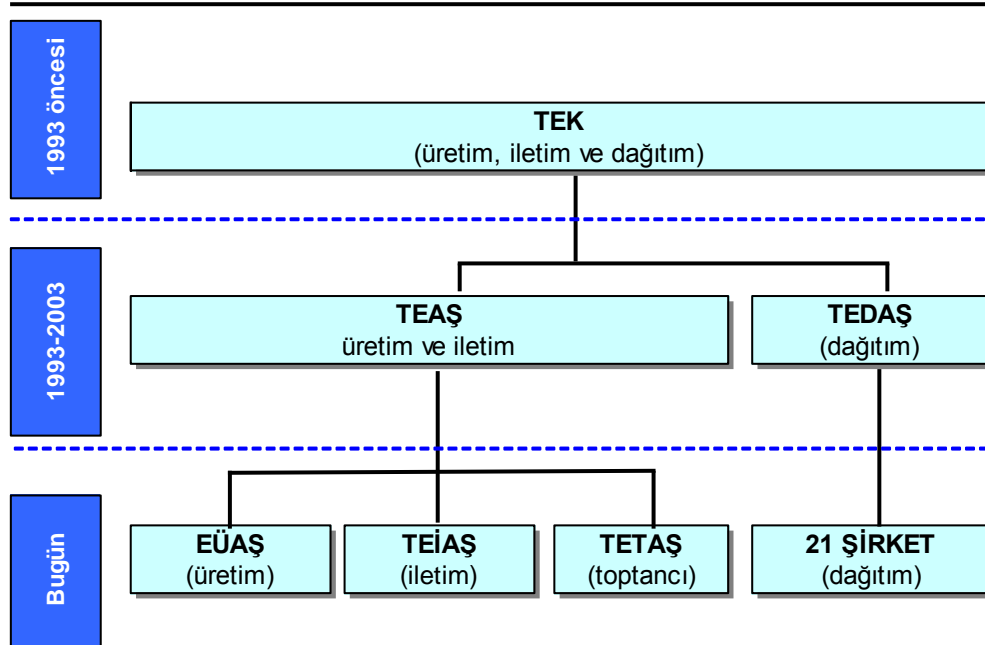 1993 öncesi
TEK
(üretim, iletim ve dağıtım)
1993-2003
TEAŞ
üretim ve iletim
TEDAŞ
(dağıtım)
Bugün
EÜAŞ
(üretim)
TEİAŞ
(iletim)
TETAŞ
(toptancı)
21 ŞİRKET
(dağıtım)